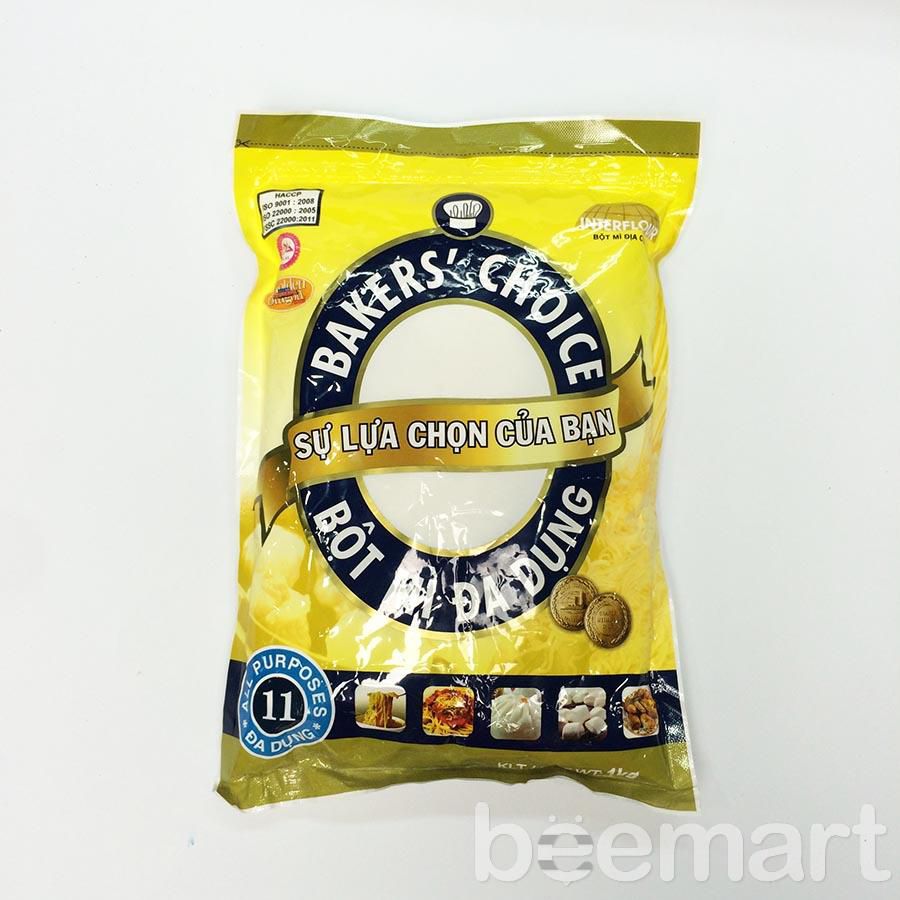 HACCP
ISO 9001 : 2008
ISO 22000 : 2005
FSSC 22000:2011
INTERFLOUR
BỘT MÌ ĐỊA
Golden
BAKERS' CHOICE
SỰ LỰA CHỌN CỦA BẠN
BỘT MÌ ĐA DỤNG
ALL PURPOSES
11
ĐA DỤNG
1kg
beemart